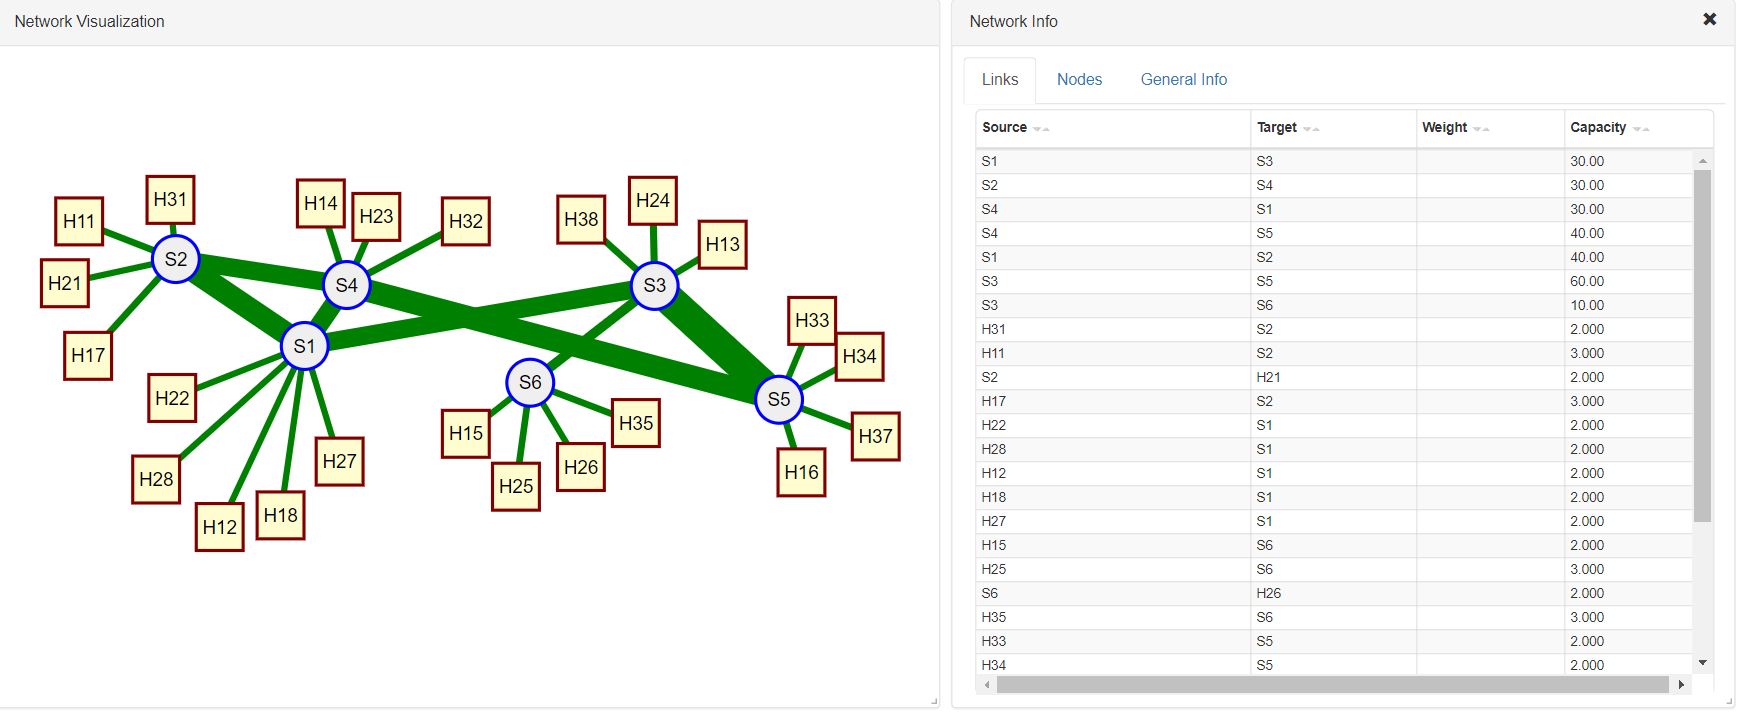 Network Visualization
H31
H11
S2
H21
H17
H14
H23
H32
S4
S1
H22
H28
H12
H18
H27
H38
H24
H13
S3
S6
H15
H25
H26
H35
H33
H34
S5
H37
H16
Network Info
Links Nodes General Info
Source Target Weight Capacity
S1 S3 30.00
S2 S4 30.00
S4 S1 30.00
S4 S5 40.00
S1 S2 40.00
S3 S5 60.00
S3 S6 10.00
H31 S2 2.000
H11 S2 3.000
S2 H21 2.000
H17 S2 3.000
H22 S1 2.000
H28 S1 2.000
H12 S1 2.000
H18 S1 2.000
H27 S1 2.000
H15 S6 2.000
H25 S6 3.000
S6 H26 2.000
H35 S6 3.000
H33 S5 2.000
H34 S5 2.000